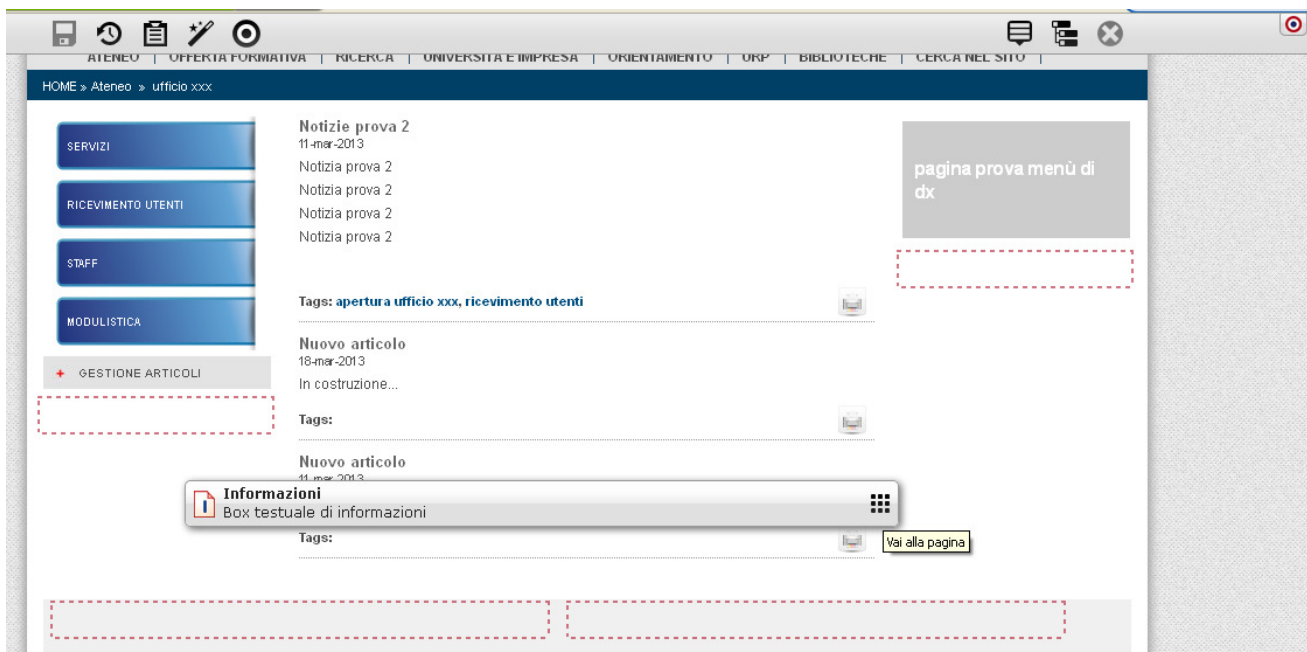 ATENEO | OFFERTA FORMATIVA | RICERCA | UNIVERSITÀ E IMPRESA | ORIENTAMENTO | URP | BIBLIOTECHE | CERCA NEL SITO |
HOME » Ateneo » ufficio xxx
SERVIZI
RICEVIMENTO UTENTI
STAFF
MODULISTICA
+ GESTIONE ARTICOLI
Notizie prova 2
11-mar-2013
Notizia prova 2
Notizia prova 2
Notizia prova 2
Notizia prova 2
Tags: apertura ufficio xxx, ricevimento utenti
Nuovo articolo
18-mar-2013
In costruzione...
Tags:
Nuovo articolo
11-mar-2013
Informazioni
Box testuale di informazioni
Vai alla pagina
Tags:
pagina prova menù di
dx